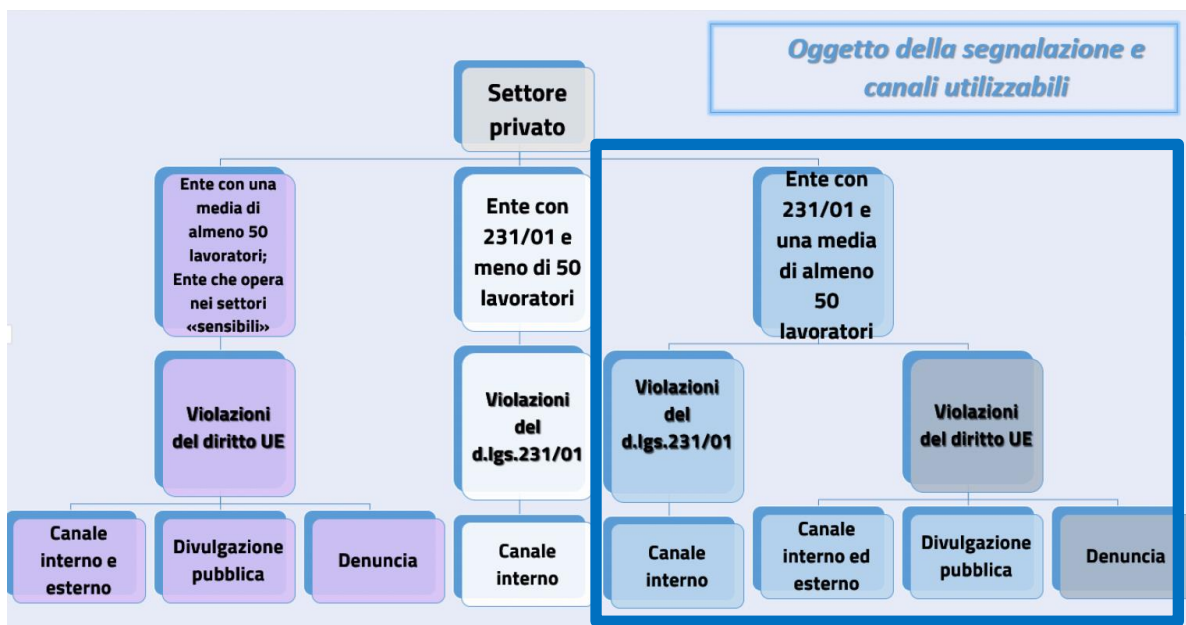 Oggetto della segnalazione e
canali utilizzabili
Settore
privato
Ente con una
media di
almeno 50
lavoratori;
Ente che opera
nei settori
«sensibili»
Ente con
231/01 e
meno di 50
lavoratori
Ente con
231/01 e
una media
di almeno
50
lavoratori
Violazioni
del diritto UE
Violazioni
del
d.lgs.231/01
Violazioni
del
d.lgs.231/01
Violazioni
del diritto UE
Canale
interno e
esterno
Divulgazione
pubblica
Denuncia
Canale
interno
Canale
interno
Canale
interno ed
esterno
Divulgazione
pubblica
Denuncia